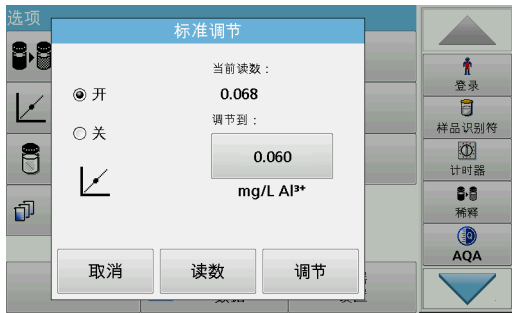 选项
标准调节
开
关
当前读数：
0.068
调节到：
0.060
mg/L Al³⁺
取消
读数
调节
登录
样品识别符
计时器
稀释
AQA